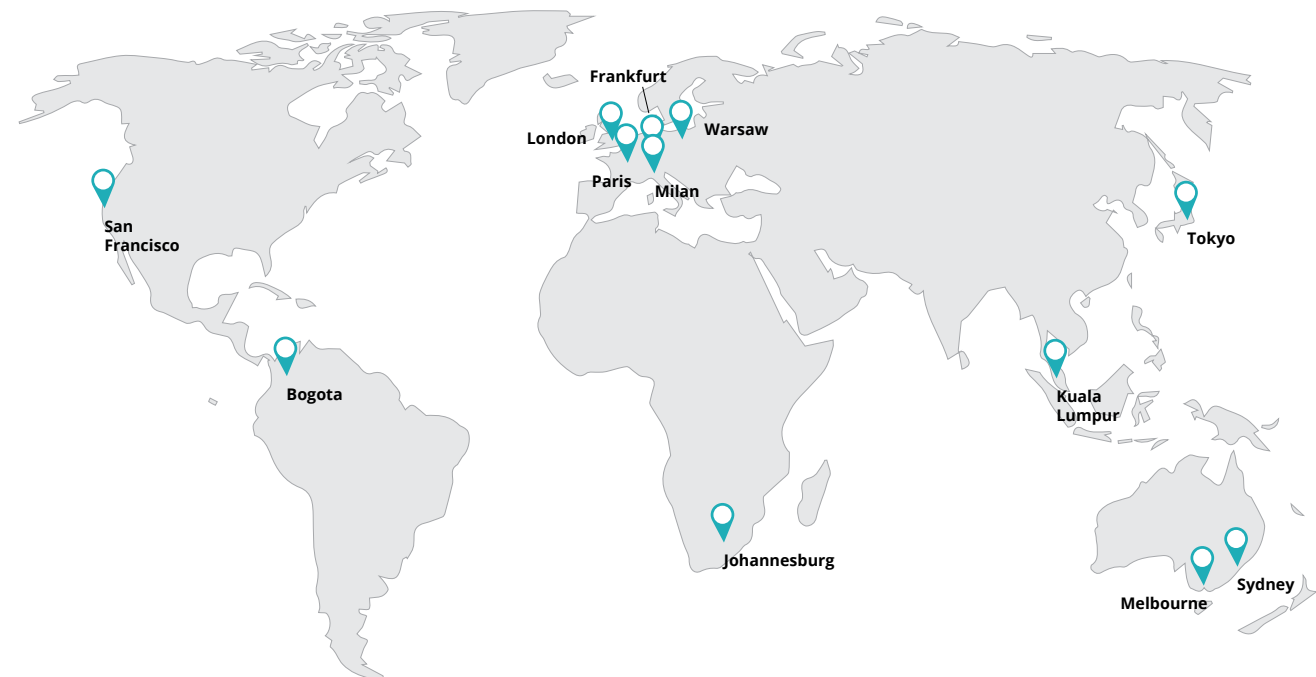 Frankfurt
London
Warsaw
Paris
Milan
San
Francisco
Tokyo
Bogota
Kuala
Lumpur
Johannesburg
Sydney
Melbourne